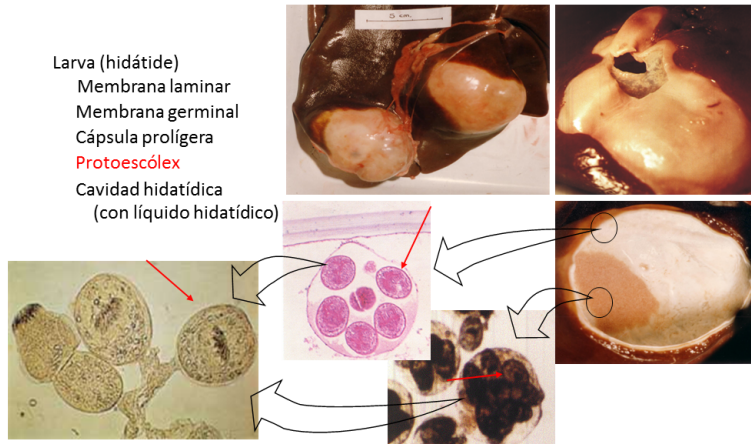 Larva (hidátide)
Membrana laminar
Membrana germinal
Cápsula prolígera
Protoescólex
Cavidad hidatídica
(con líquido hidatídico)
5 cm.